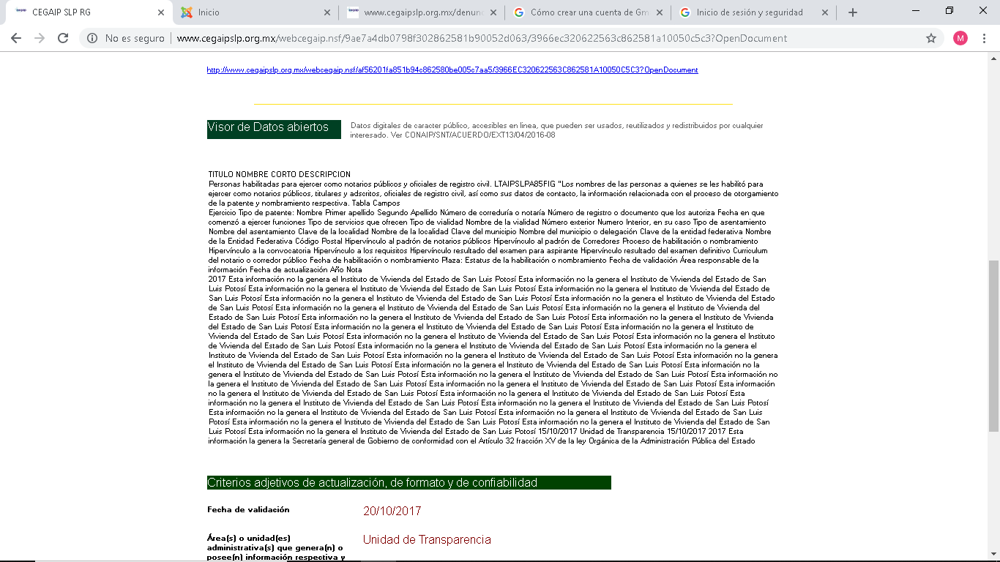 CEGAIP SLP RG
Inicio
www.cegaipslp.org.mx/denunc
Cómo crear una cuenta de Gm
Inicio de sesión y seguridad
No es seguro
www.cegaipslp.org.mx/webcegaip.nsf/9ae7a4db0798f302862581b90052d063/3966ec320622563c862581a10050c5c3?OpenDocument
M
http://www.cegaipslp.org.mx/webcegaip.nsf/af56201fa851b94c862580be005c7aa5/3966EC320622563C862581A10050C5C3?OpenDocument
Visor de Datos abiertos
Datos digitales de caracter público, accesibles en linea, que pueden ser usados, reutilizados y redistribuidos por cualquier
interesado. Ver CONAIP/SNT/ACUERDO/EXT13/04/2016-08
TITULO NOMBRE CORTO DESCRIPCION
Personas habilitadas para ejercer como notarios públicos y oficiales de registro civil. LTAIPSLPA85FIG "Los nombres de las personas a quienes se les habilitó para
ejercer como notarios públicos, titulares y adscritos, oficiales de registro civil, así como sus datos de contacto, la información relacionada con el proceso de otorgamiento
de la patente y nombramiento respectiva. Tabla Campos
Ejercicio Tipo de patente: Nombre Primer apellido Segundo Apellido Número de correduría o notaría Número de registro o documento que los autoriza Fecha en que
comenzó a ejercer funciones Tipo de servicios que ofrecen Tipo de vialidad Nombre de la vialidad Número exterior Numero Interior, en su caso Tipo de asentamiento
Nombre del asentamiento Clave de la localidad Nombre de la localidad Clave del municipio Nombre del municipio o delegación Clave de la entidad federativa Nombre
de la Entidad Federativa Código Postal Hipervínculo al padrón de notarios públicos Hipervínculo al padrón de Corredores Proceso de habilitación o nombramiento
Hipervínculo a la convocatoria Hipervínculo a los requisitos Hipervínculo resultado del examen para aspirante Hipervínculo resultado del examen definitivo Curriculum
del notario o corredor público Fecha de habilitación o nombramiento Plaza: Estatus de la habilitación o nombramiento Fecha de validación Área responsable de la
información Fecha de actualización Año Nota
2017 Esta información no la genera el Instituto de Vivienda del Estado de San Luis Potosí Esta información no la genera el Instituto de Vivienda del Estado de San
Luis Potosí Esta información no la genera el Instituto de Vivienda del Estado de San Luis Potosí Esta información no la genera el Instituto de Vivienda del Estado de
San Luis Potosí Esta información no la genera el Instituto de Vivienda del Estado de San Luis Potosí Esta información no la genera el Instituto de Vivienda del Estado
de San Luis Potosí Esta información no la genera el Instituto de Vivienda del Estado de San Luis Potosí Esta información no la genera el Instituto de Vivienda del
Estado de San Luis Potosí Esta información no la genera el Instituto de Vivienda del Estado de San Luis Potosí Esta información no la genera el Instituto de Vivienda
del Estado de San Luis Potosí Esta información no la genera el Instituto de Vivienda del Estado de San Luis Potosí Esta información no la genera el Instituto de
Vivienda del Estado de San Luis Potosí Esta información no la genera el Instituto de Vivienda del Estado de San Luis Potosí Esta información no la genera el Instituto
de Vivienda del Estado de San Luis Potosí Esta información no la genera el Instituto de Vivienda del Estado de San Luis Potosí Esta información no la genera el
Instituto de Vivienda del Estado de San Luis Potosí Esta información no la genera el Instituto de Vivienda del Estado de San Luis Potosí Esta información no la genera
el Instituto de Vivienda del Estado de San Luis Potosí Esta información no la genera el Instituto de Vivienda del Estado de San Luis Potosí Esta información no la
genera el Instituto de Vivienda del Estado de San Luis Potosí Esta información no la genera el Instituto de Vivienda del Estado de San Luis Potosí Esta información no
la genera el Instituto de Vivienda del Estado de San Luis Potosí Esta información no la genera el Instituto de Vivienda del Estado de San Luis Potosí Esta información
no la genera el Instituto de Vivienda del Estado de San Luis Potosí Esta información no la genera el Instituto de Vivienda del Estado de San Luis Potosí Esta
información no la genera el Instituto de Vivienda del Estado de San Luis Potosí Esta información no la genera el Instituto de Vivienda del Estado de San Luis Potosí
Esta información no la genera el Instituto de Vivienda del Estado de San Luis Potosí Esta información no la genera el Instituto de Vivienda del Estado de San Luis
Potosí Esta información no la genera el Instituto de Vivienda del Estado de San Luis Potosí Esta información no la genera el Instituto de Vivienda del Estado de San
Luis Potosí Esta información no la genera el Instituto de Vivienda del Estado de San Luis Potosí 15/10/2017 Unidad de Transparencia 15/10/2017 2017 Esta
información la genera la Secretaría general de Gobierno de conformidad con el Artículo 32 fracción XV de la ley Orgánica de la Administración Pública del Estado
Criterios adjetivos de actualización, de formato y de confiabilidad
Fecha de validación
20/10/2017
Área(s) o unidad(es)
administrativa(s) que genera(n) o
posee(n) información respectiva y
Unidad de Transparencia